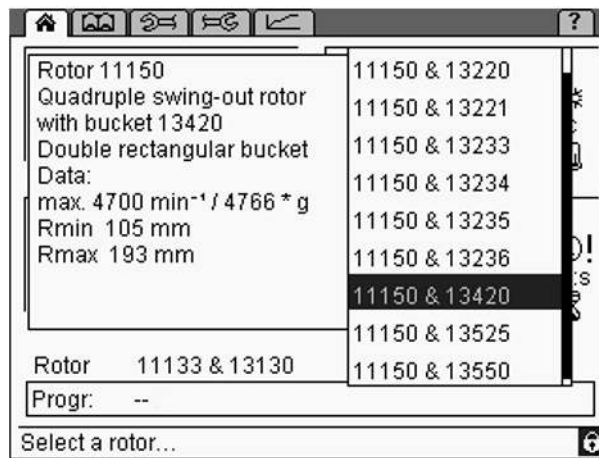 ?
Rotor 11150
Quadruple swing-out rotor
with bucket 13420
Double rectangular bucket
Data:
max. 4700 min⁻¹ / 4766 * g
Rmin 105 mm
Rmax 193 mm
11150 & 13220
11150 & 13221
11150 & 13233
11150 & 13234
11150 & 13235
11150 & 13236
11150 & 13420
11150 & 13525
11150 & 13550
Rotor 11133 & 13130
Progr: --
Select a rotor...